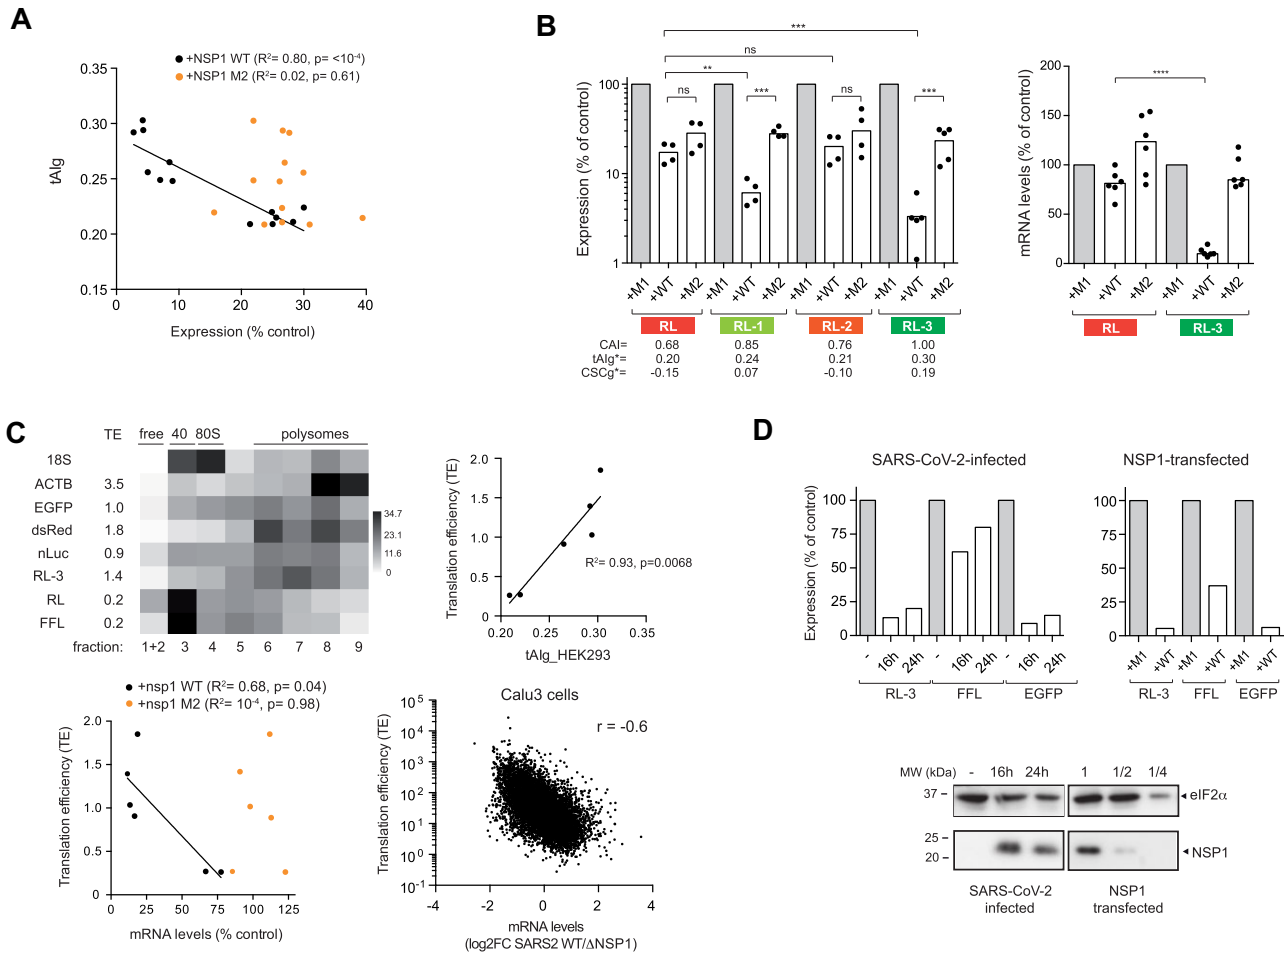 A
+NSP1 WT (R²= 0.80, p= <10⁻⁴)
+NSP1 M2 (R²= 0.02, p= 0.61)
0.35
0.30
0.25
0.20
0.15
tAIg
0 10 20 30 40
Expression (% control)
B
***
ns
**
ns *** ns ***
100
10
1
Expression (% of control)
+M1 +WT +M2 +M1 +WT +M2 +M1 +WT +M2 +M1 +WT +M2
RL RL-1 RL-2 RL-3
CAI= 0.68 0.85 0.76 1.00
tAIg*= 0.20 0.24 0.21 0.30
CSCg*= -0.15 0.07 -0.10 0.19
****
200
150
100
50
0
mRNA levels (% of control)
+M1 +WT +M2 +M1 +WT +M2
RL RL-3
C
TE free 40 80S polysomes
18S
ACTB 3.5
EGFP 1.0
dsRed 1.8
nLuc 0.9
RL-3 1.4
RL 0.2
FFL 0.2
fraction: 1+2 3 4 5 6 7 8 9
34.7
23.1
11.6
0
2.0
1.5
1.0
0.5
0
Translation efficiency (TE)
R²= 0.93, p=0.0068
0.20 0.25 0.30 0.35
tAIg_HEK293
+nsp1 WT (R²= 0.68, p= 0.04)
+nsp1 M2 (R²= 10⁻⁴, p= 0.98)
2.0
1.5
1.0
0.5
0
Translation efficiency (TE)
0 25 50 75 100 125
mRNA levels (% control)
Calu3 cells
r = -0.6
10⁵
10⁴
10³
10²
10¹
10⁰
10⁻¹
Translation efficiency (TE)
-4 -2 0 2 4
mRNA levels
(log2FC SARS2 WT/ΔNSP1)
D
SARS-CoV-2-infected
100
75
50
25
0
Expression (% of control)
- 16h 24h - 16h 24h - 16h 24h
RL-3 FFL EGFP
NSP1-transfected
100
75
50
25
0
+M1 +WT +M1 +WT +M1 +WT
RL-3 FFL EGFP
MW (kDa) - 16h 24h 1 1/2 1/4
37
eIF2α
25
20
NSP1
SARS-CoV-2
infected
NSP1
transfected